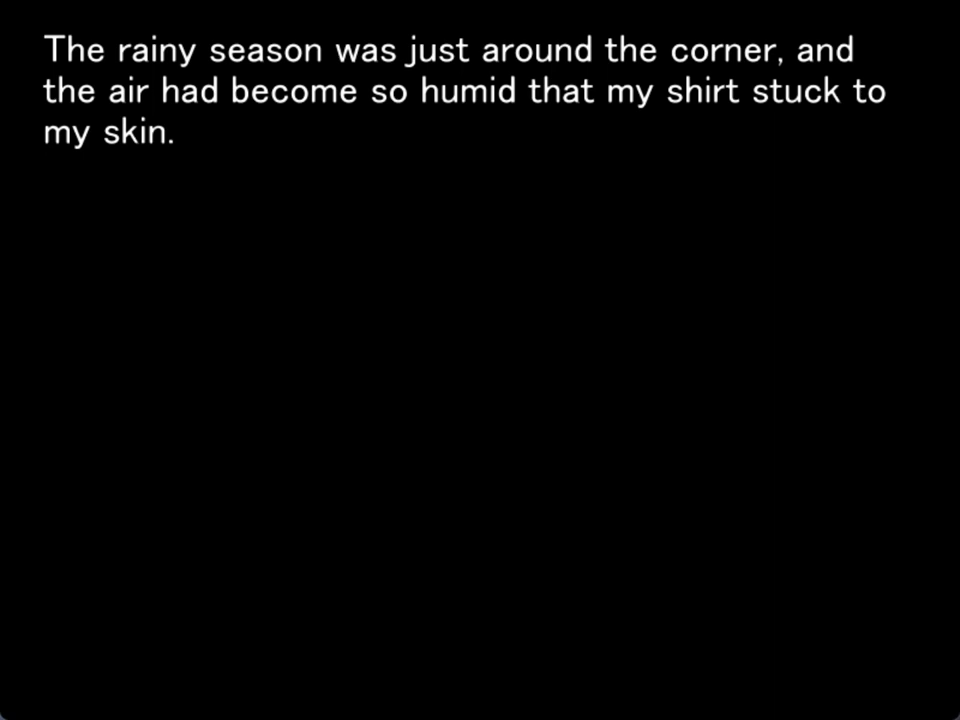 The rainy season was just around the corner, and
the air had become so humid that my shirt stuck to
my skin.